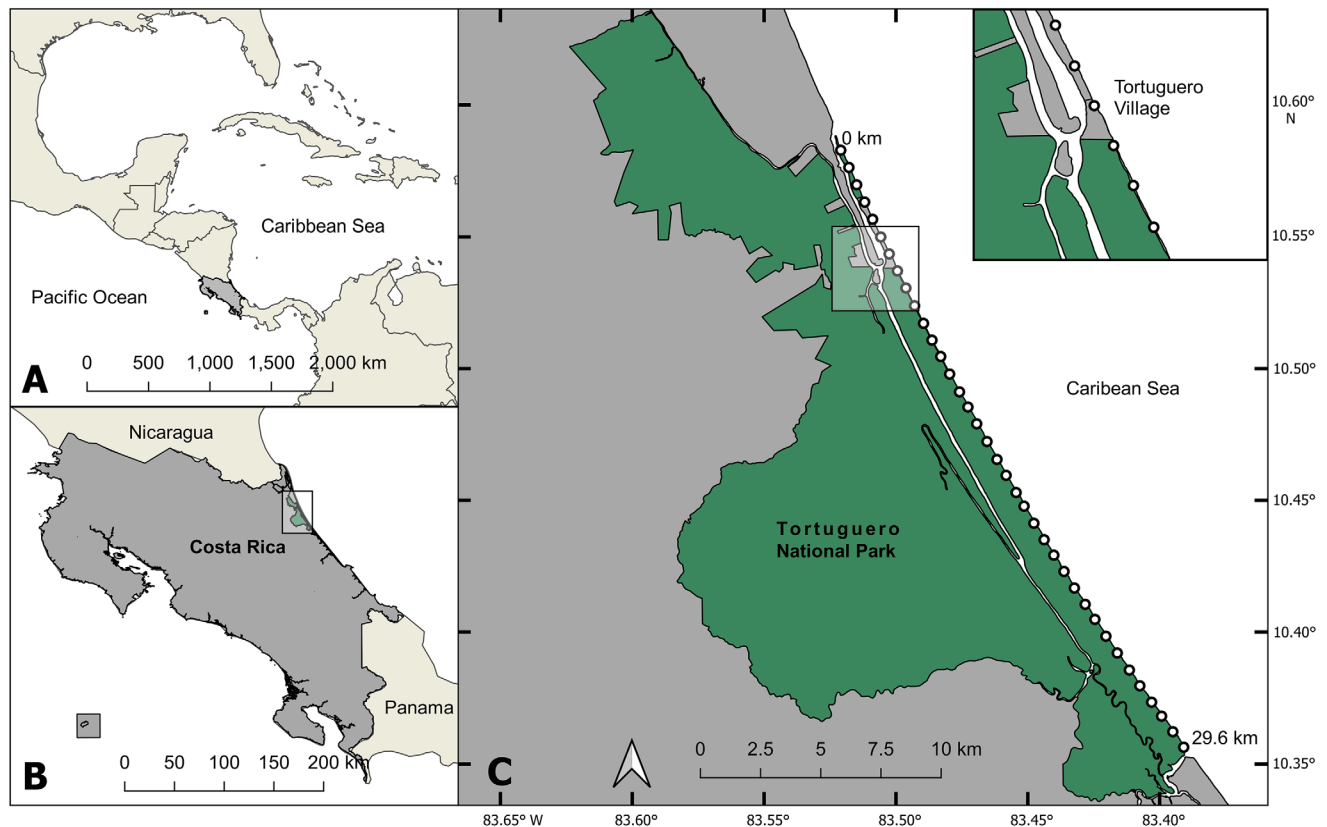 Caribbean Sea
Pacific Ocean
0 500 1,000 1,500 2,000 km
A
Nicaragua
Costa Rica
Panama
0 50 100 150 200 km
B
0 km
Tortuguero
Village
Caribean Sea
Tortuguero
National Park
29.6 km
0 2.5 5 7.5 10 km
C
10.60°
N
10.55°
10.50°
10.45°
10.40°
10.35°
83.65° W 83.60° 83.55° 83.50° 83.45° 83.40°